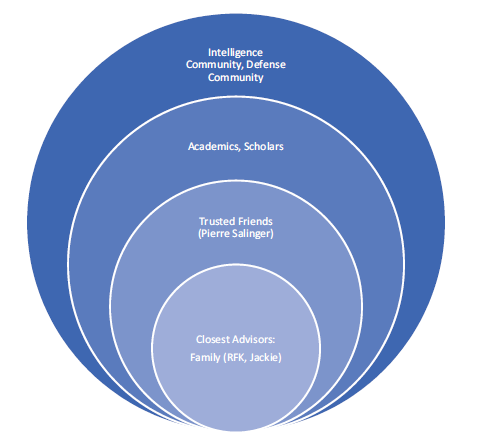 Intelligence
Community, Defense
Community
Academics, Scholars
Trusted Friends
(Pierre Salinger)
Closest Advisors:
Family (RFK, Jackie)